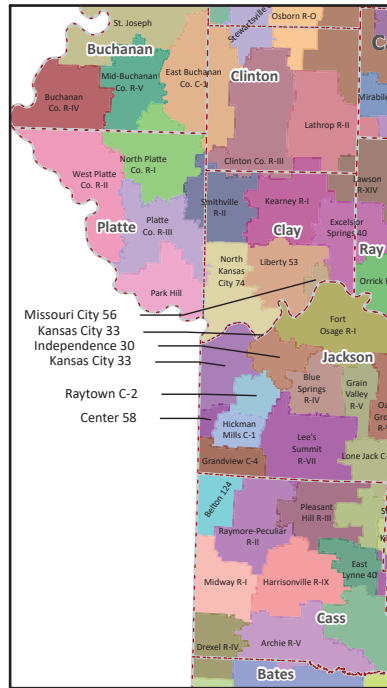 St. Joseph
Buchanan
Stewartsville
Osborn R-O
Mid-Buchanan
Co. R-V
East Buchanan
Co. C-1
Clinton
Buchanan
Co. R-IV
Mirabile
Lathrop R-II
Clinton Co. R-III
North Platte
Co. R-I
West Platte
Co. R-II
Lawson
R-XIV
Smithville
R-II
Kearney R-I
Platte
Platte
Co. R-III
Clay
Excelsior
Springs 40
Ray
North
Kansas
City 74
Liberty 53
Park Hill
Orrick
Missouri City 56
Kansas City 33
Independence 30
Kansas City 33
Fort
Osage R-I
Jackson
Raytown C-2
Blue
Springs
R-IV
Grain
Valley
R-V
Center 58
Hickman
Mills C-1
Lee's
Summit
R-VII
Grandview C-4
Lone Jack C-
Belton 124
Pleasant
Hill R-III
Raymore-Peculiar
R-II
East
Lynne 40
Midway R-I
Harrisonville R-IX
Cass
Drexel R-IV
Archie R-V
Bates